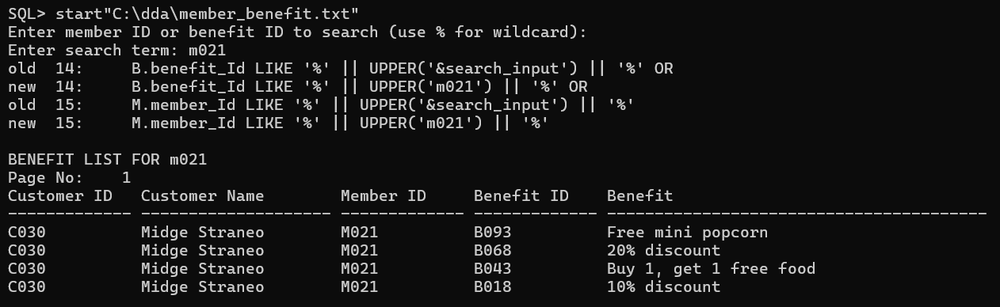 SQL> start"C:\dda\member_benefit.txt"
Enter member ID or benefit ID to search (use % for wildcard):
Enter search term: m021
old  14:     B.benefit_Id LIKE '%' || UPPER('&search_input') || '%' OR
new  14:     B.benefit_Id LIKE '%' || UPPER('m021') || '%' OR
old  15:     M.member_Id LIKE '%' || UPPER('&search_input') || '%'
new  15:     M.member_Id LIKE '%' || UPPER('m021') || '%'

BENEFIT LIST FOR m021
Page No:    1
Customer ID   Customer Name        Member ID     Benefit ID    Benefit
------------- -------------------- ------------- ------------- ----------------------------------------
C030          Midge Straneo        M021          B093          Free mini popcorn
C030          Midge Straneo        M021          B068          20% discount
C030          Midge Straneo        M021          B043          Buy 1, get 1 free food
C030          Midge Straneo        M021          B018          10% discount